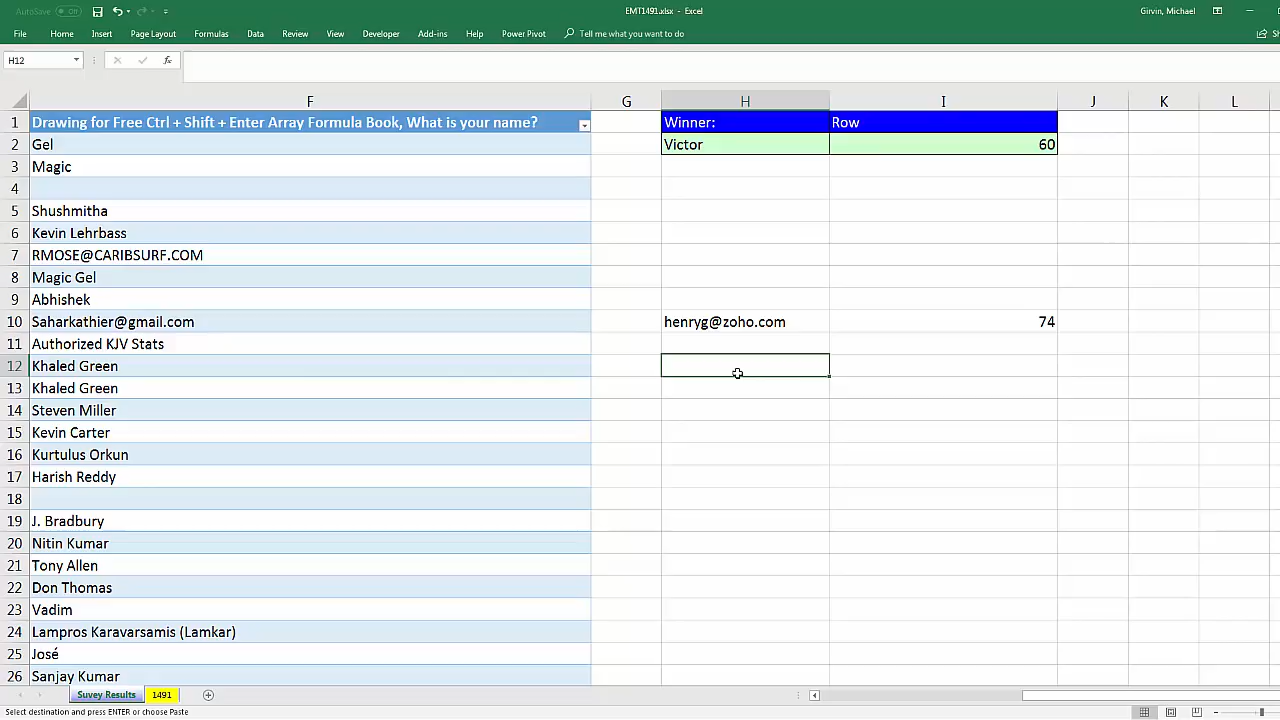 AutoSave Off
EMT1491.xlsx - Excel
Girvin, Michael
File Home Insert Page Layout Formulas Data Review View Developer Add-ins Help Power Pivot Tell me what you want to do
H12
fx
F G H I J K L
1 Drawing for Free Ctrl + Shift + Enter Array Formula Book, What is your name? Winner: Row
2 Gel Victor 60
3 Magic
4
5 Shushmitha
6 Kevin Lehrbass
7 RMOSE@CARIBSURF.COM
8 Magic Gel
9 Abhishek
10 Saharkathier@gmail.com henryg@zoho.com 74
11 Authorized KJV Stats
12 Khaled Green
13 Khaled Green
14 Steven Miller
15 Kevin Carter
16 Kurtulus Orkun
17 Harish Reddy
18
19 J. Bradbury
20 Nitin Kumar
21 Tony Allen
22 Don Thomas
23 Vadim
24 Lampros Karavarsamis (Lamkar)
25 José
26 Sanjay Kumar
Suvey Results 1491
Select destination and press ENTER or choose Paste